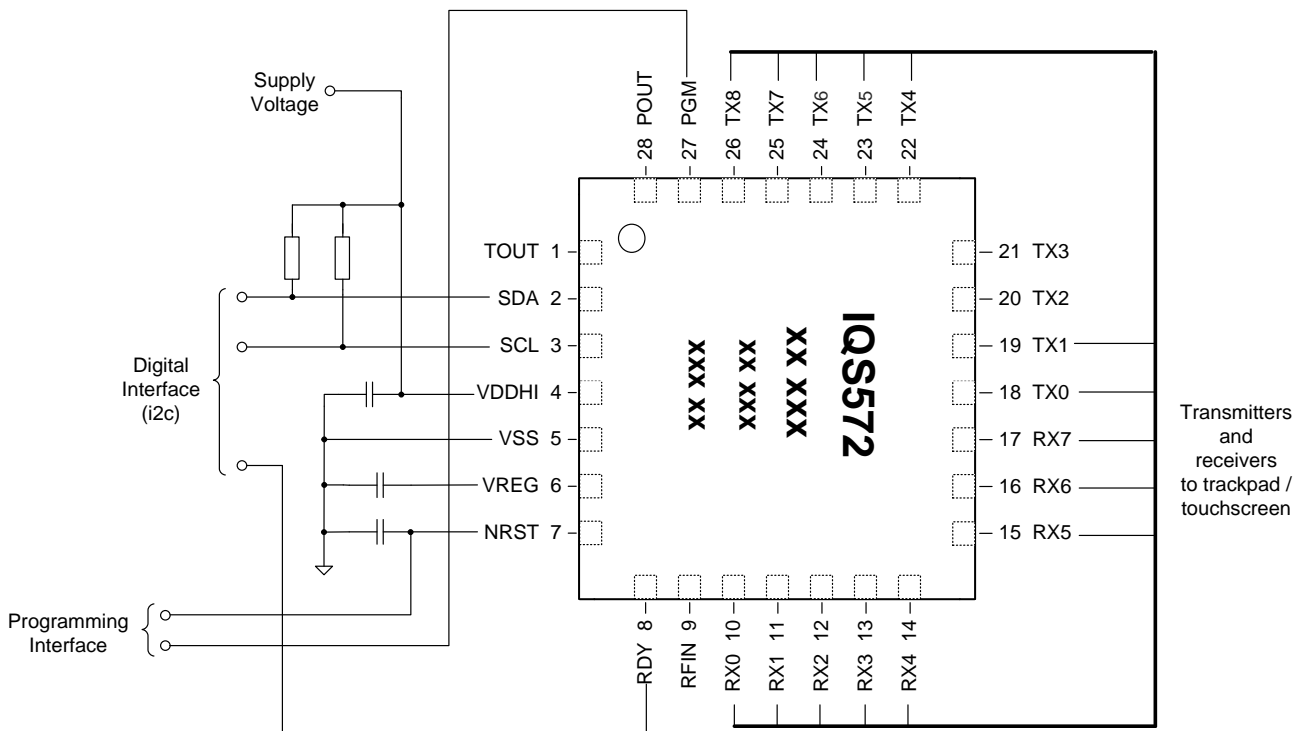 Supply
Voltage
28 POUT
27 PGM
26 TX8
25 TX7
24 TX6
23 TX5
22 TX4
TOUT 1
SDA 2
SCL 3
VDDHI 4
VSS 5
VREG 6
NRST 7
Digital
Interface
(i2c)
Programming
Interface
IQS572
xx xxx
xxx xx
xx xxx
21 TX3
20 TX2
19 TX1
18 TX0
17 RX7
16 RX6
15 RX5
Transmitters
and
receivers
to trackpad /
touchscreen
RDY 8
RFIN 9
RX0 10
RX1 11
RX2 12
RX3 13
RX4 14